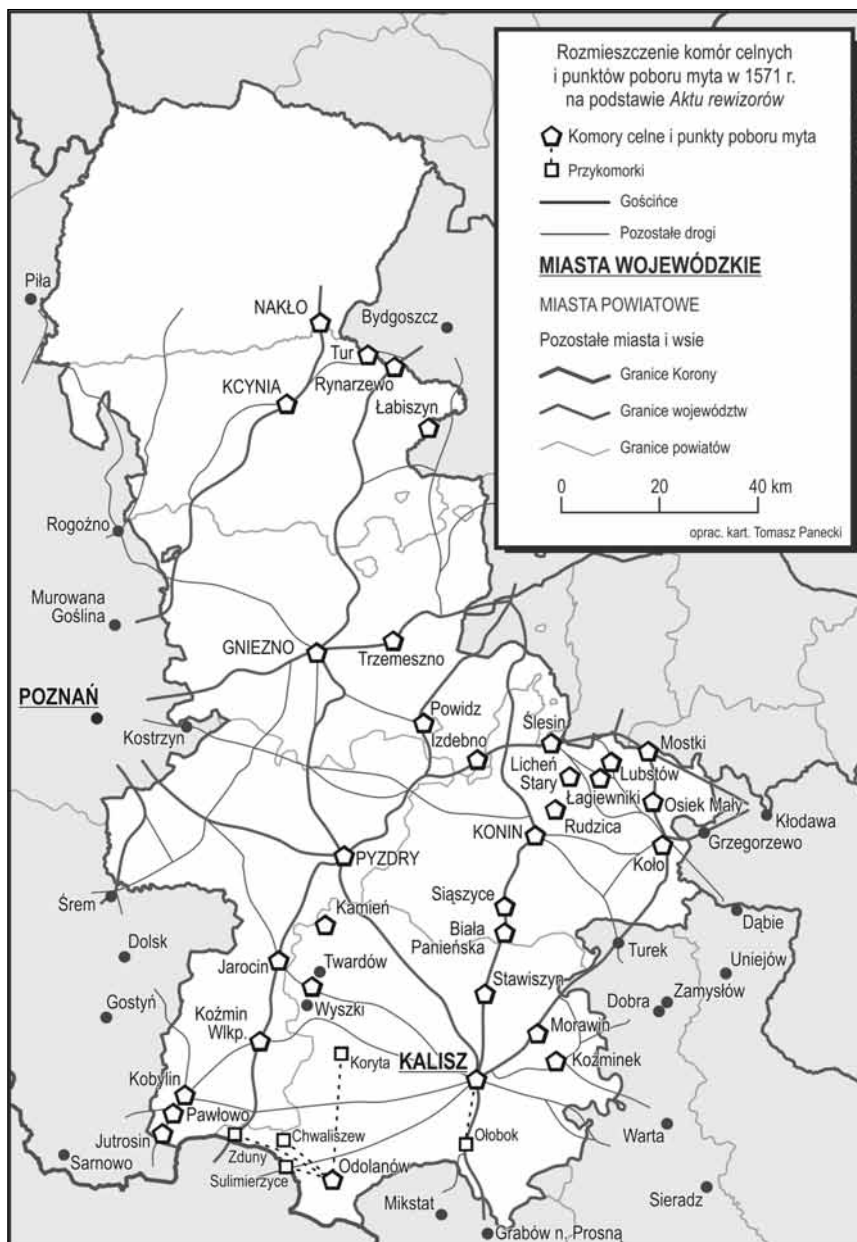 Rozmieszczenie komór celnych
i punktów poboru myta w 1571 r.
na podstawie Aktu rewizorów
Komory celne i punkty poboru myta
Przykomorki
Gościńce
Pozostałe drogi
MIASTA WOJEWÓDZKIE
MIASTA POWIATOWE
Pozostałe miasta i wsie
Granice Korony
Granice województw
Granice powiatów
0 20 40 km
oprac. kart. Tomasz Panecki
Piła
NAKŁO
Bydgoszcz
Tur
Rynarzewo
KCYNIA
Łabiszyn
Rogoźno
Murowana
Goślina
GNIEZNO
Trzemeszno
POZNAŃ
Kostrzyn
Powidz
Izdebno
Ślesin
Mostki
Licheń
Stary
Lubstów
Łagiewniki
Osiek Mały
Kłodawa
Rudzica
Grzegorzewo
KONIN
Koło
PYZDRY
Śrem
Siąszyce
Kamień
Biała
Panieńska
Dąbie
Turek
Dolsk
Jarocin
Twardów
Uniejów
Wyszki
Stawiszyn
Zamysłów
Dobra
Gostyń
Koźmin
Wlkp.
Morawin
Koryta
KALISZ
Koźminek
Kobylin
Pawłowo
Jutrosin
Chwaliszew
Zduny
Ołobok
Warta
Sarnowo
Sulimierzyce
Odolanów
Mikstat
Sieradz
Grabów n. Prosną